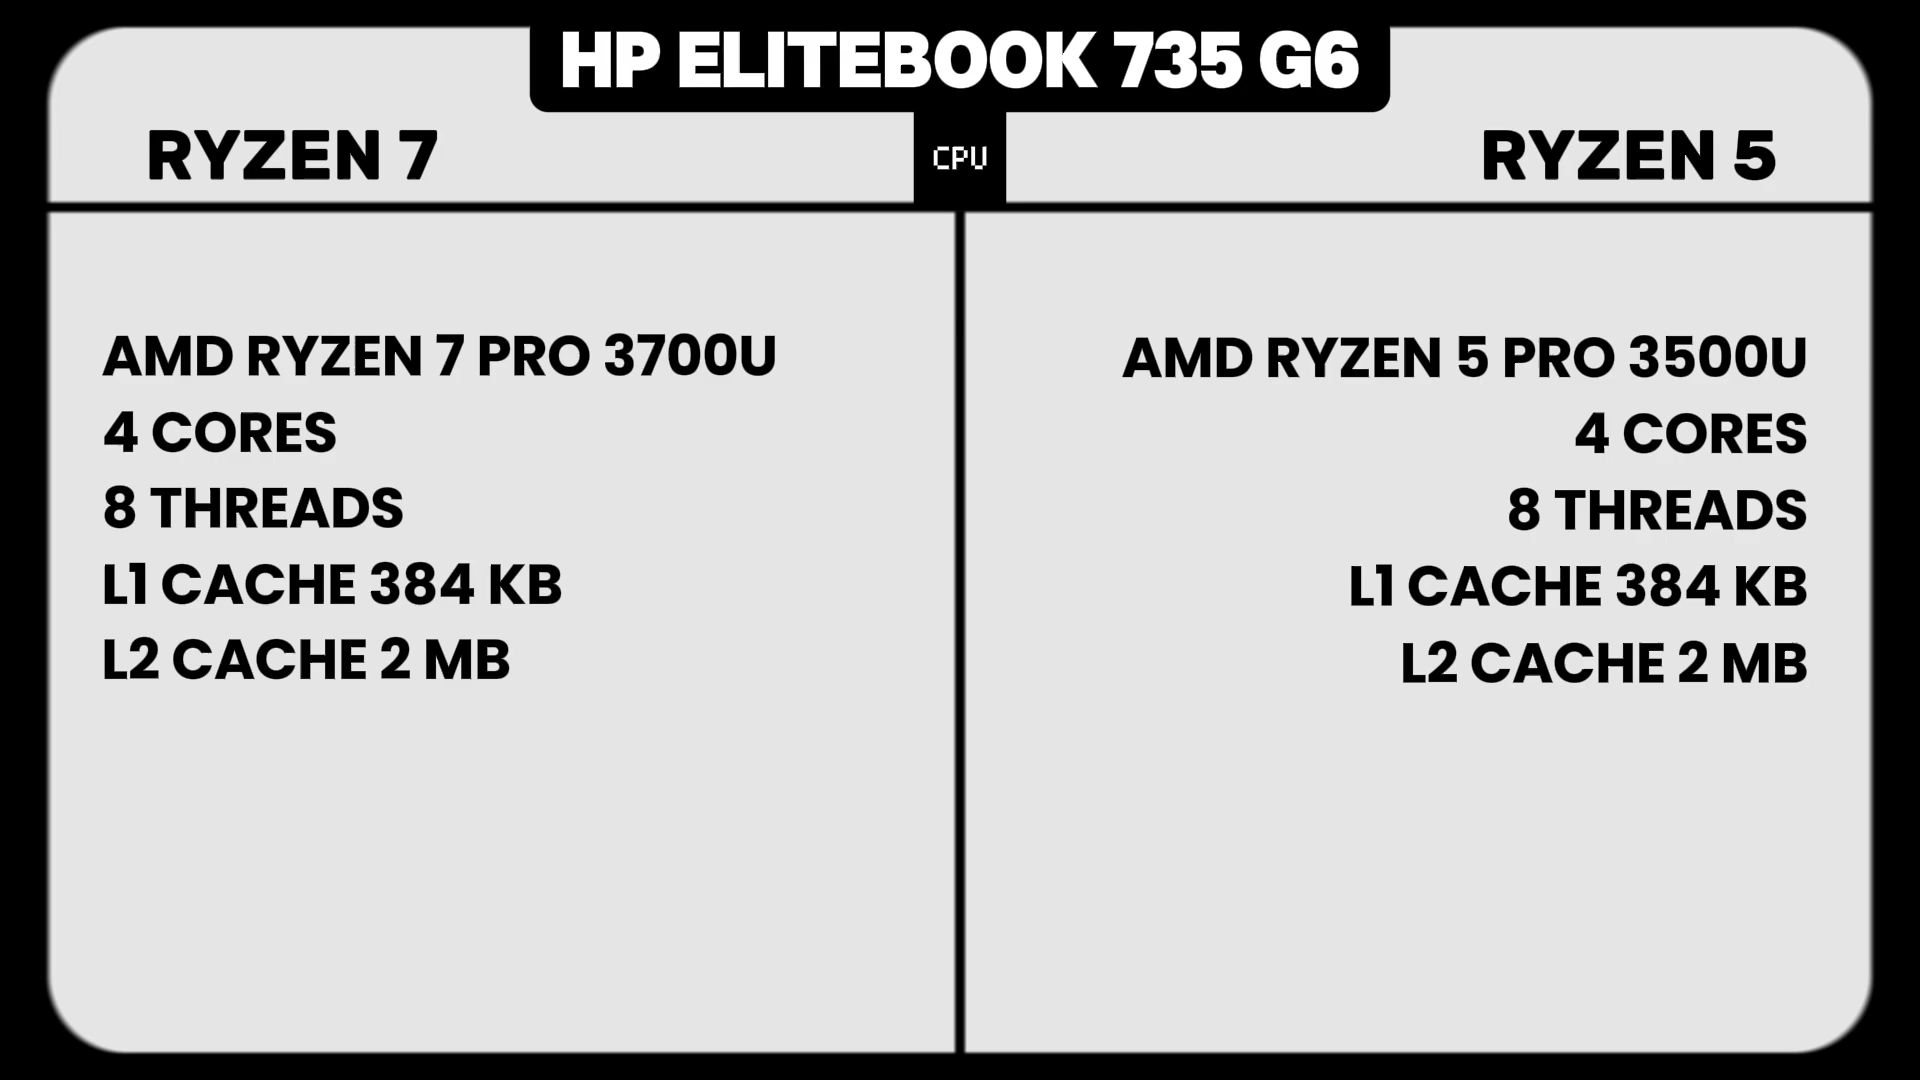 HP ELITEBOOK 735 G6
RYZEN 7
CPU
RYZEN 5
AMD RYZEN 7 PRO 3700U
4 CORES
8 THREADS
L1 CACHE 384 KB
L2 CACHE 2 MB
AMD RYZEN 5 PRO 3500U
4 CORES
8 THREADS
L1 CACHE 384 KB
L2 CACHE 2 MB